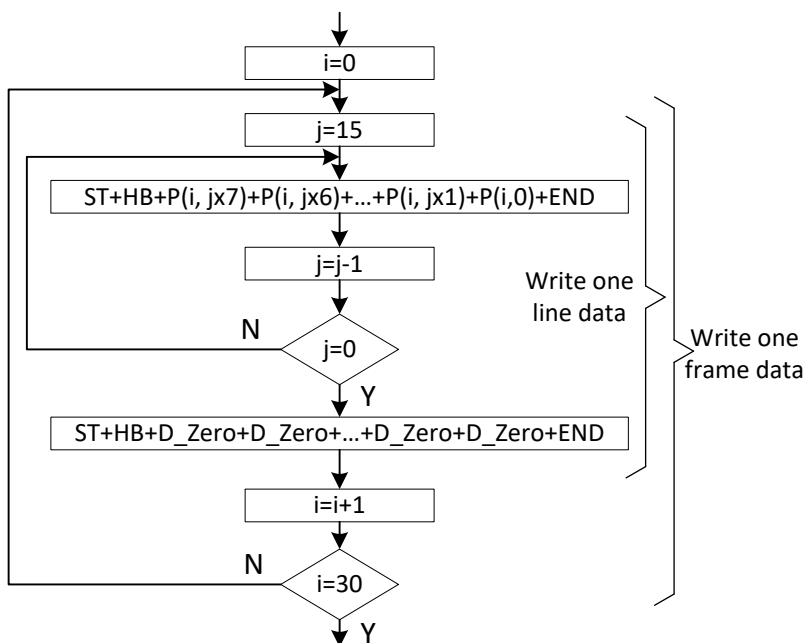 i=0
j=15
ST+HB+P(i, jx7)+P(i, jx6)+...+P(i, jx1)+P(i,0)+END
j=j-1
Write one
line data
N
j=0
Write one
frame data
Y
ST+HB+D_Zero+D_Zero+...+D_Zero+D_Zero+END
i=i+1
N
i=30
Y